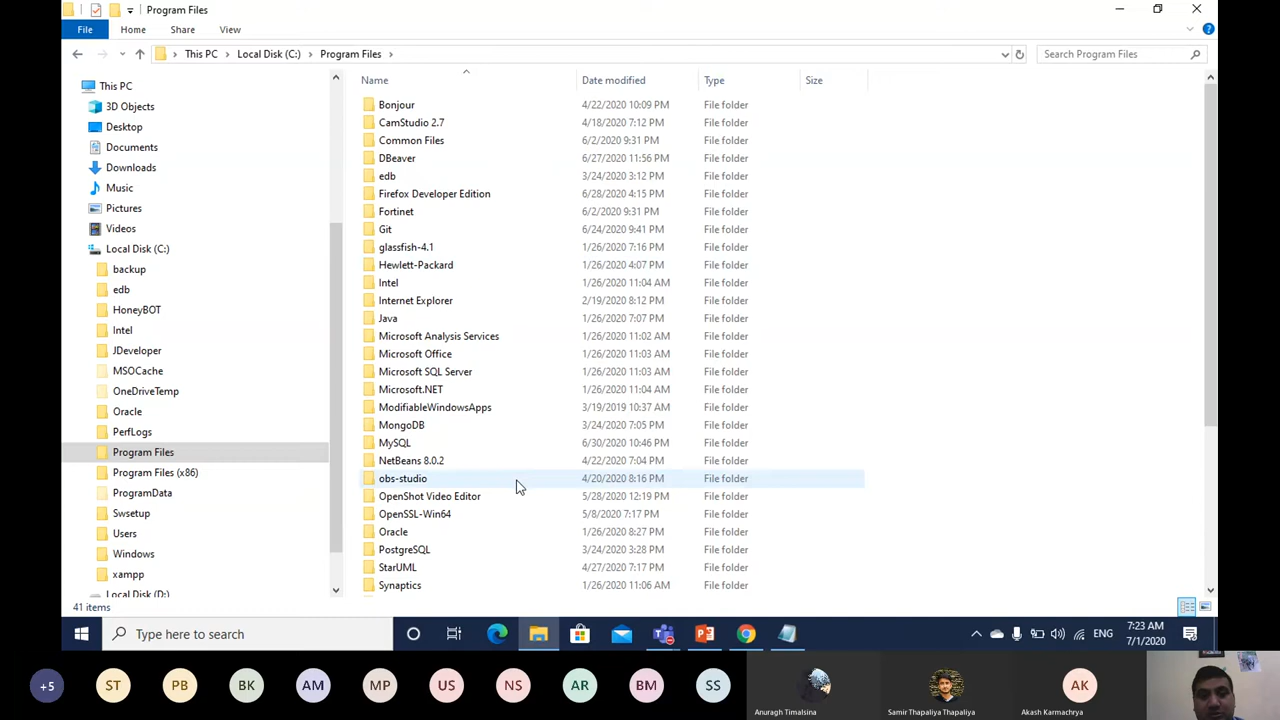 Program Files
File Home Share View
This PC Local Disk (C:) Program Files Search Program Files
Name Date modified Type Size
This PC
3D Objects
Desktop
Documents
Downloads
Music
Pictures
Videos
Local Disk (C:)
backup
edb
HoneyBOT
Intel
JDeveloper
MSOCache
OneDriveTemp
Oracle
PerfLogs
Program Files
Program Files (x86)
ProgramData
Swsetup
Users
Windows
xampp
Local Disk (D:)
Bonjour 4/22/2020 10:09 PM File folder
CamStudio 2.7 4/18/2020 7:12 PM File folder
Common Files 6/2/2020 9:31 PM File folder
DBeaver 6/27/2020 11:56 PM File folder
edb 3/24/2020 3:12 PM File folder
Firefox Developer Edition 6/28/2020 4:15 PM File folder
Fortinet 6/2/2020 9:31 PM File folder
Git 6/24/2020 9:41 PM File folder
glassfish-4.1 1/26/2020 7:16 PM File folder
Hewlett-Packard 1/26/2020 4:07 PM File folder
Intel 1/26/2020 11:04 AM File folder
Internet Explorer 2/19/2020 8:12 PM File folder
Java 1/26/2020 7:07 PM File folder
Microsoft Analysis Services 1/26/2020 11:02 AM File folder
Microsoft Office 1/26/2020 11:03 AM File folder
Microsoft SQL Server 1/26/2020 11:03 AM File folder
Microsoft.NET 1/26/2020 11:04 AM File folder
ModifiableWindowsApps 3/19/2019 10:37 AM File folder
MongoDB 3/24/2020 7:05 PM File folder
MySQL 6/30/2020 10:46 PM File folder
NetBeans 8.0.2 4/22/2020 7:04 PM File folder
obs-studio 4/20/2020 8:16 PM File folder
OpenShot Video Editor 5/28/2020 12:19 PM File folder
OpenSSL-Win64 5/8/2020 7:17 PM File folder
Oracle 1/26/2020 8:27 PM File folder
PostgreSQL 3/24/2020 3:28 PM File folder
StarUML 4/27/2020 7:17 PM File folder
Synaptics 1/26/2020 11:06 AM File folder
41 items
Type here to search
ENG
7:23 AM
7/1/2020
+5 ST PB BK AM MP US NS AR BM SS AK
Anuragh Timalsina Samir Thapaliya Thapaliya Akash Karmachrya